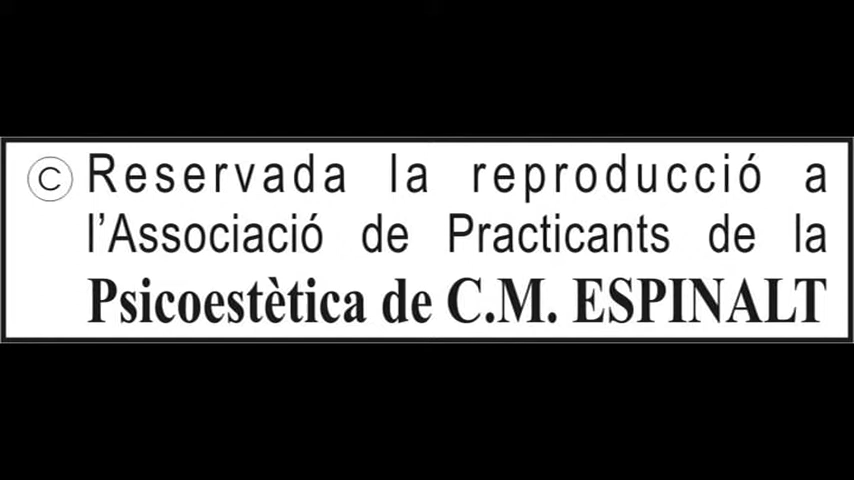 © Reservada la reproducció a
l’Associació de Practicants de la
Psicoestètica de C.M. ESPINALT